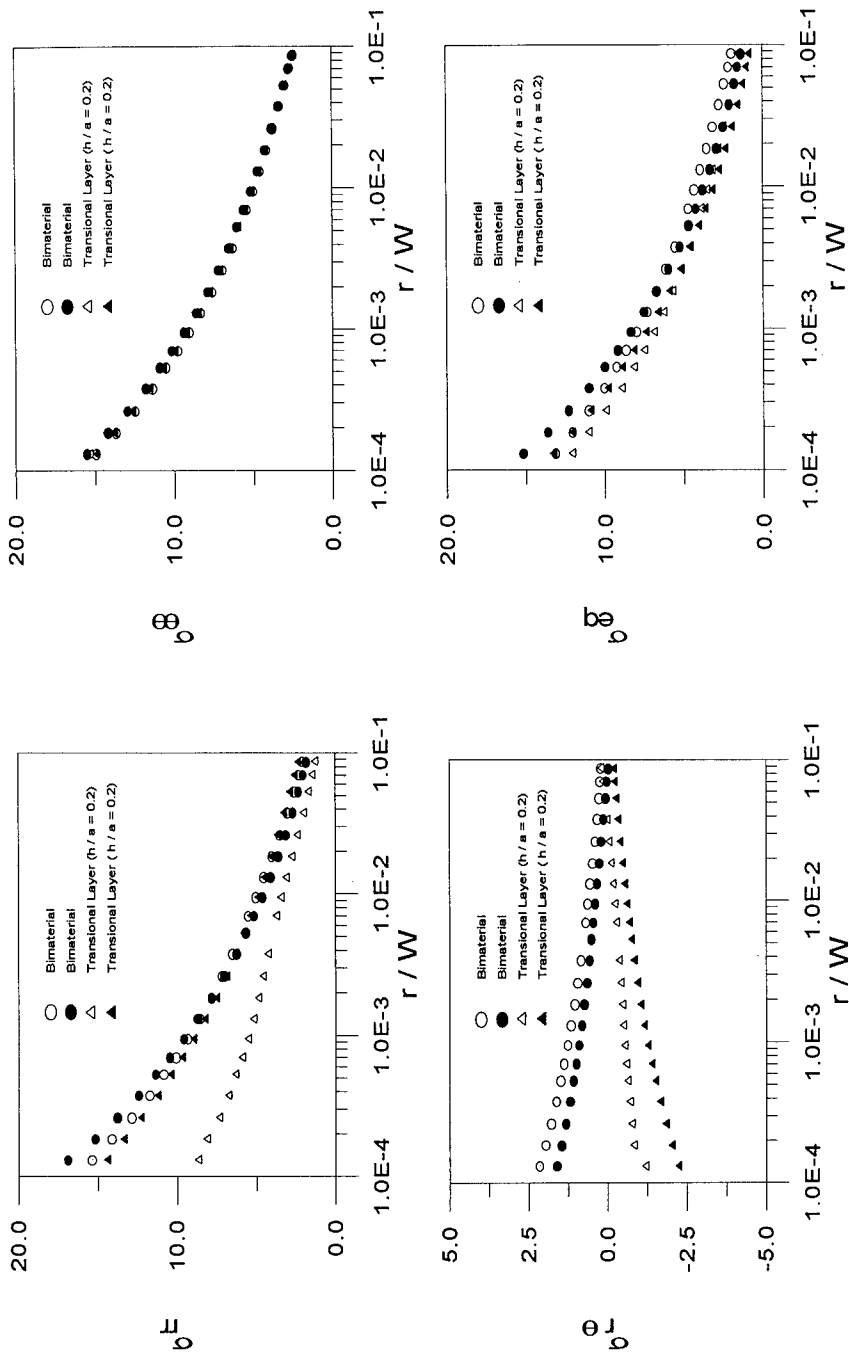 20.0
Bimaterial
Bimaterial
Transional Layer (h / a = 0.2)
Transional Layer ( h / a = 0.2)
σrr
10.0
0.0
1.0E-4
1.0E-3
1.0E-2
1.0E-1
r / W
20.0
Bimaterial
Bimaterial
Transional Layer (h / a = 0.2)
Transional Layer ( h / a = 0.2)
σθθ
10.0
0.0
1.0E-4
1.0E-3
1.0E-2
1.0E-1
r / W
5.0
Bimaterial
Bimaterial
Transional Layer (h / a = 0.2)
Transional Layer ( h / a = 0.2)
2.5
σr θ
0.0
-2.5
-5.0
1.0E-4
1.0E-3
1.0E-2
1.0E-1
r / W
20.0
Bimaterial
Bimaterial
Transional Layer (h / a = 0.2)
Transional Layer ( h / a = 0.2)
σeq
10.0
0.0
1.0E-4
1.0E-3
1.0E-2
1.0E-1
r / W